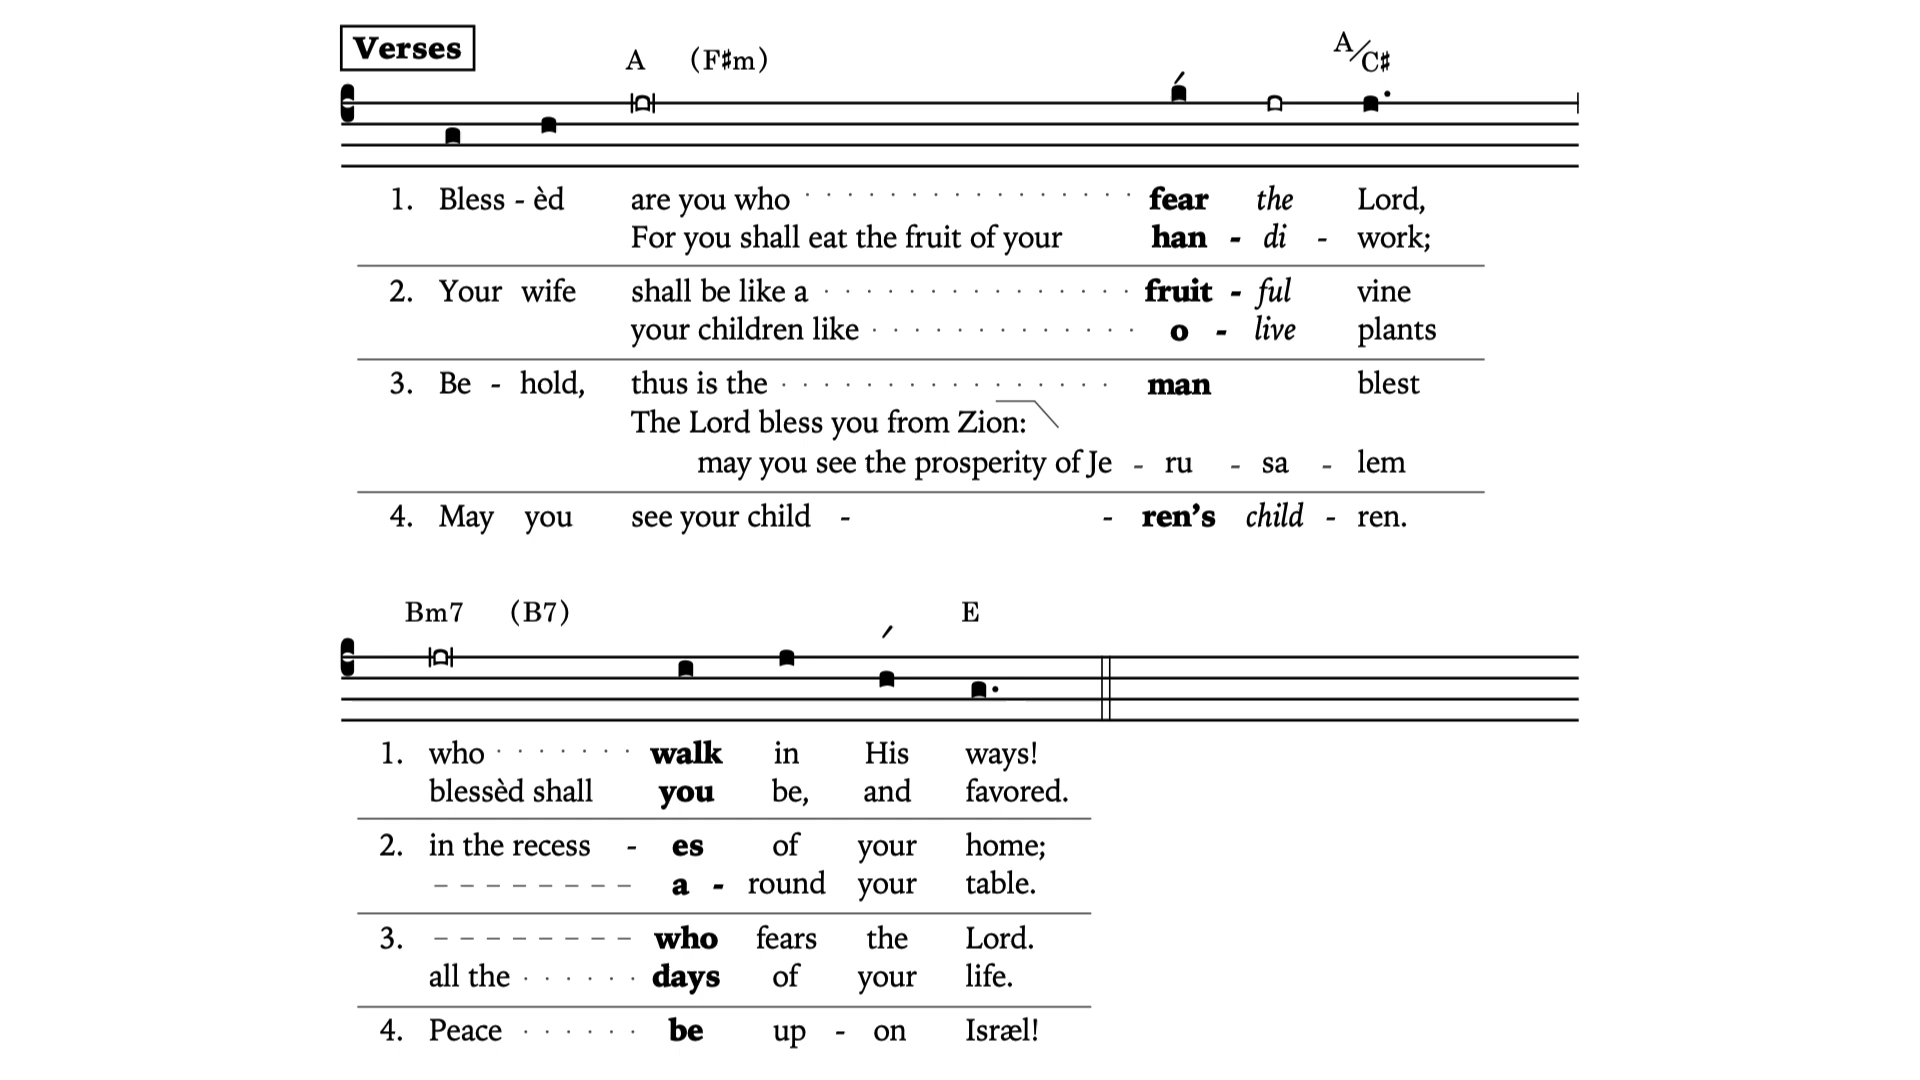 Verses
A (F♯m) A/C♯
1. Bless - èd are you who fear the Lord,
For you shall eat the fruit of your han - di - work;
2. Your wife shall be like a fruit - ful vine
your children like o - live plants
3. Be - hold, thus is the man blest
The Lord bless you from Zion:
may you see the prosperity of Je - ru - sa - lem
4. May you see your child - - ren’s child - ren.
Bm7 (B7) E
1. who walk in His ways!
blessèd shall you be, and favored.
2. in the recess - es of your home;
a - round your table.
3. who fears the Lord.
all the days of your life.
4. Peace be up - on Isræl!